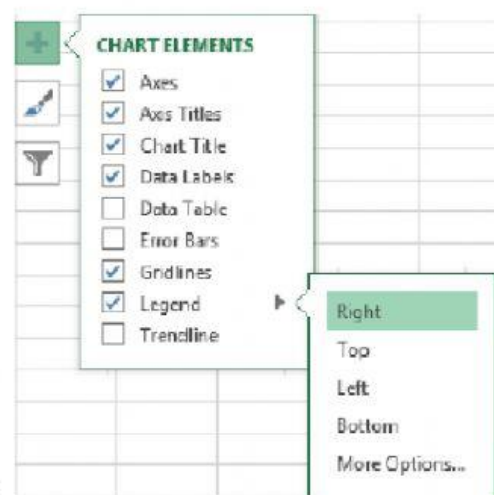 CHART ELEMENTS
Axes
Axis Titles
Chart Title
Data Labels
Data Table
Error Bars
Gridlines
Legend
Trendline
Right
Top
Left
Bottom
More Options...